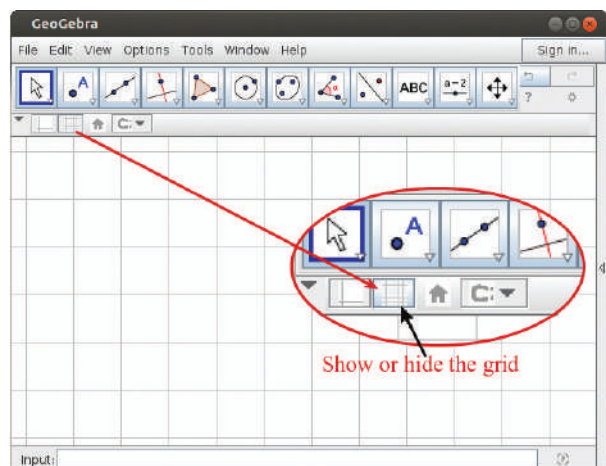 GeoGebra
File Edit View Options Tools Window Help Sign in...
A ABC a=2
?
A
Show or hide the grid
Input: